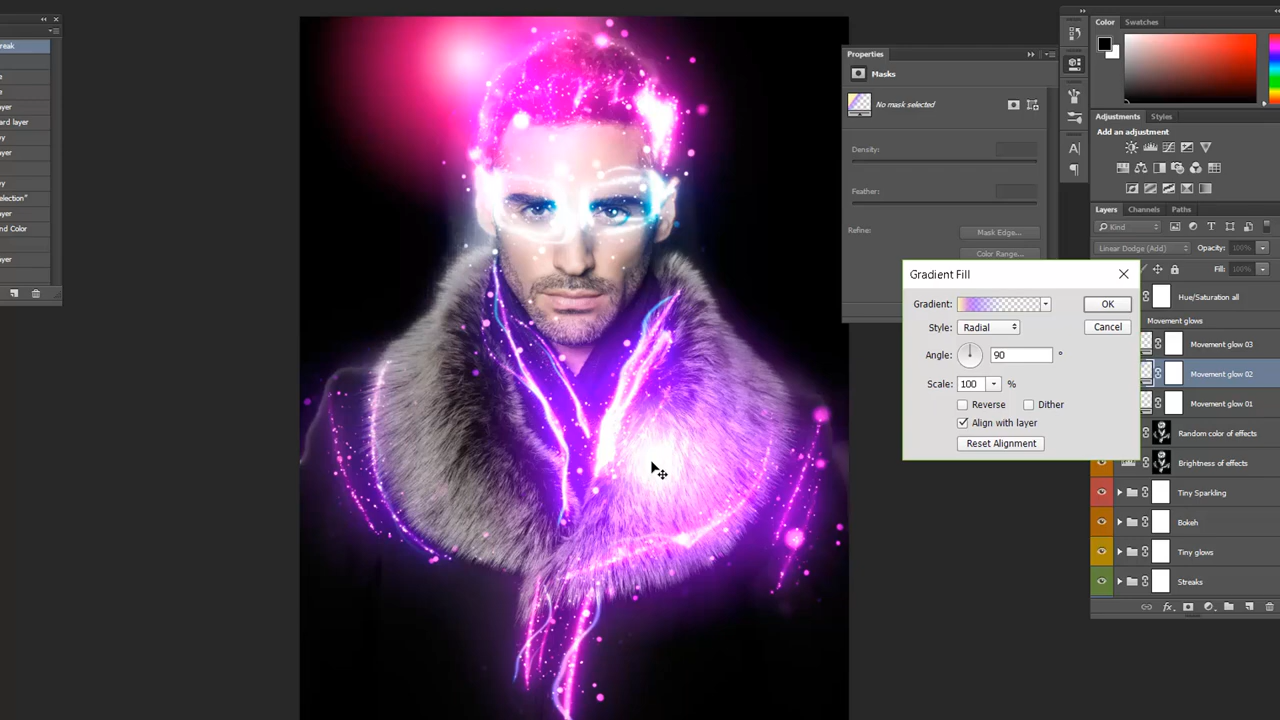 reak
ayer
ard layer
y
ayer
y
election"
ayer
nd Color
ayer
Properties
Masks
No mask selected
Density:
Feather:
Refine:
Mask Edge...
Color Range...
Color Swatches
Adjustments Styles
Add an adjustment
Layers Channels Paths
Kind
Linear Dodge (Add) Opacity: 100%
Fill: 100%
Hue/Saturation all
Movement glows
Movement glow 03
Movement glow 02
Movement glow 01
Random color of effects
Brightness of effects
Tiny Sparkling
Bokeh
Tiny glows
Streaks
fx
Gradient Fill
Gradient: OK
Style: Radial Cancel
Angle: 90 °
Scale: 100 %
Reverse Dither
Align with layer
Reset Alignment